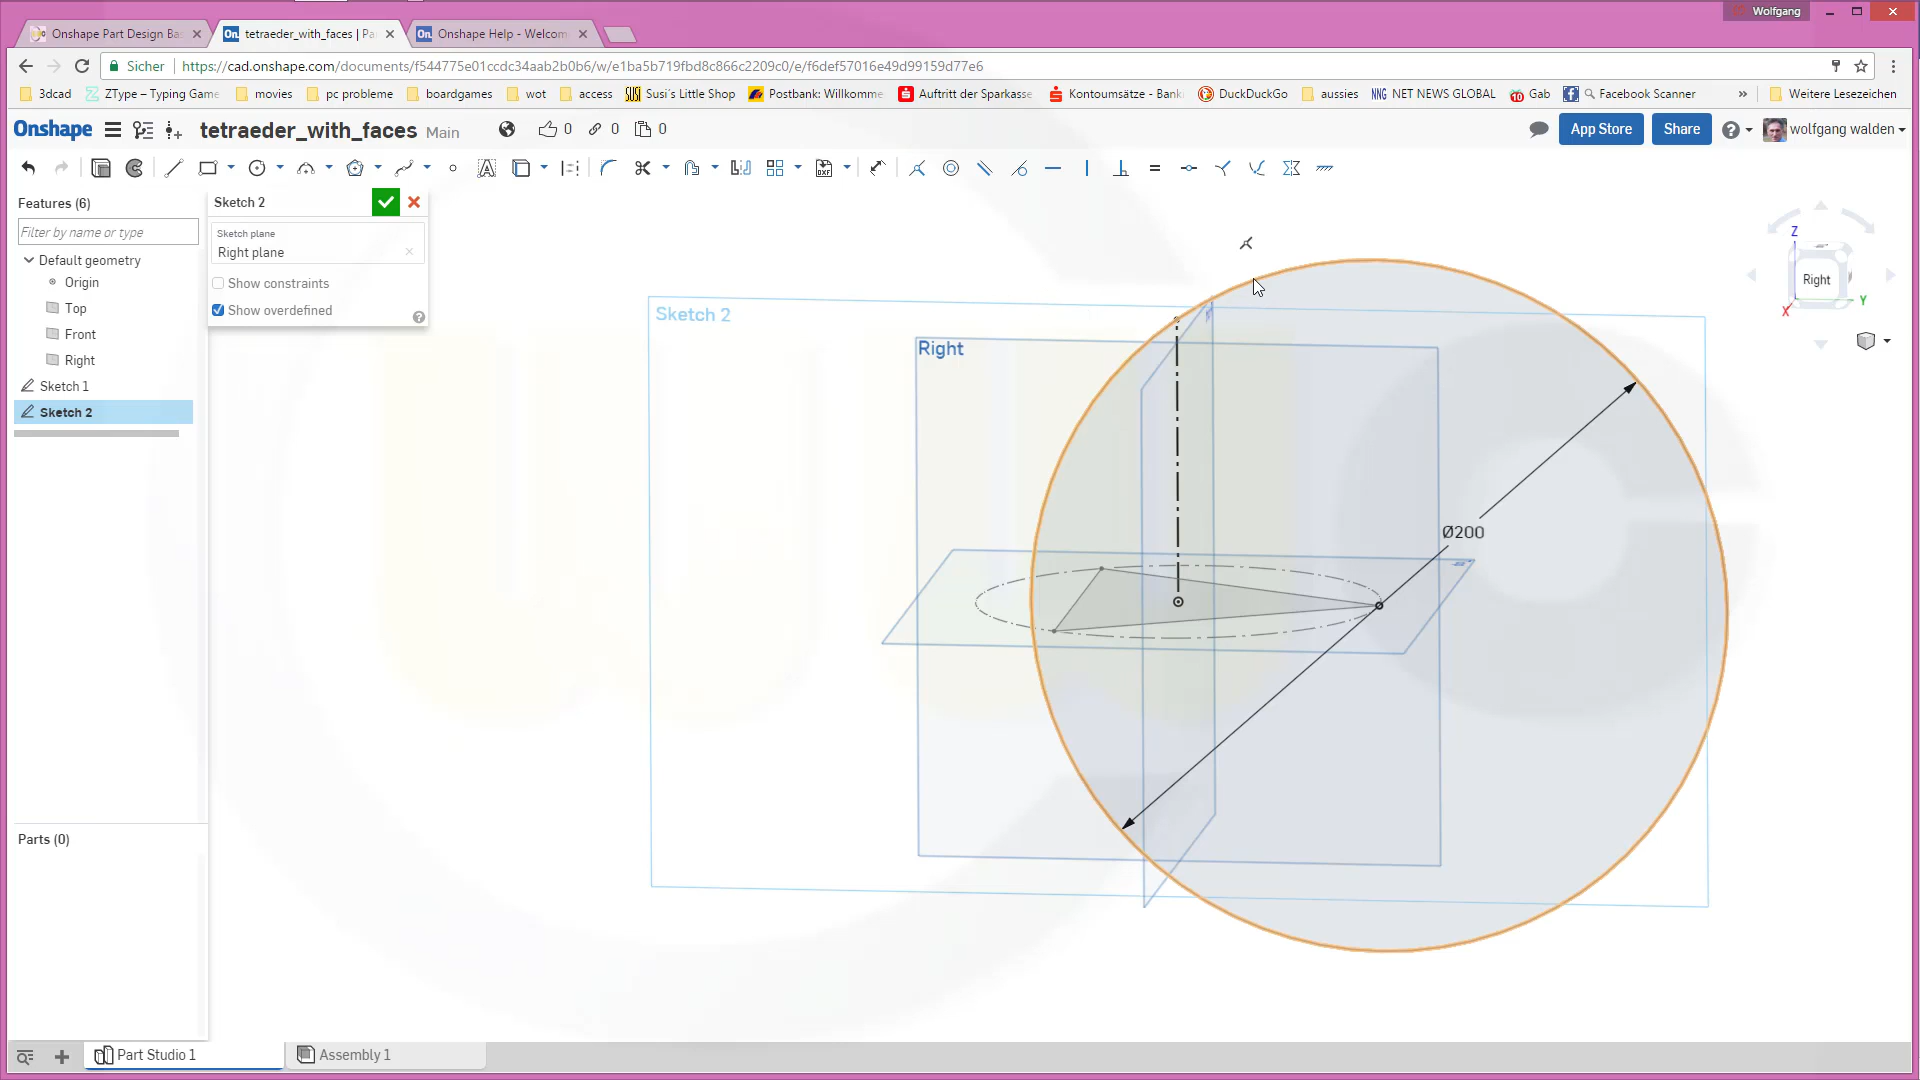 Wolfgang
Onshape Part Design Bas
tetraeder_with_faces | Pa
Onshape Help - Welcom
Sicher
https://cad.onshape.com/documents/f544775e01ccdc34aab2b0b6/w/e1ba5b719fbd8c866c2209c0/e/f6def57016e49d99159d77e6
3dcad
ZType – Typing Game
movies
pc probleme
boardgames
wot
access
Susi's Little Shop
Postbank: Willkomme
Auftritt der Sparkasse
Kontoumsätze - Bank
DuckDuckGo
aussies
NNG NET NEWS GLOBAL
Gab
Facebook Scanner
»
Weitere Lesezeichen
Onshape
tetraeder_with_faces Main
0
0
0
App Store
Share
wolfgang walden
Features (6)
Filter by name or type
Default geometry
Origin
Top
Front
Right
Sketch 1
Sketch 2
Sketch 2
Sketch plane
Right plane
Show constraints
Show overdefined
Sketch 2
Right
Ø200
Z
Right
Y
X
Parts (0)
Part Studio 1
Assembly 1